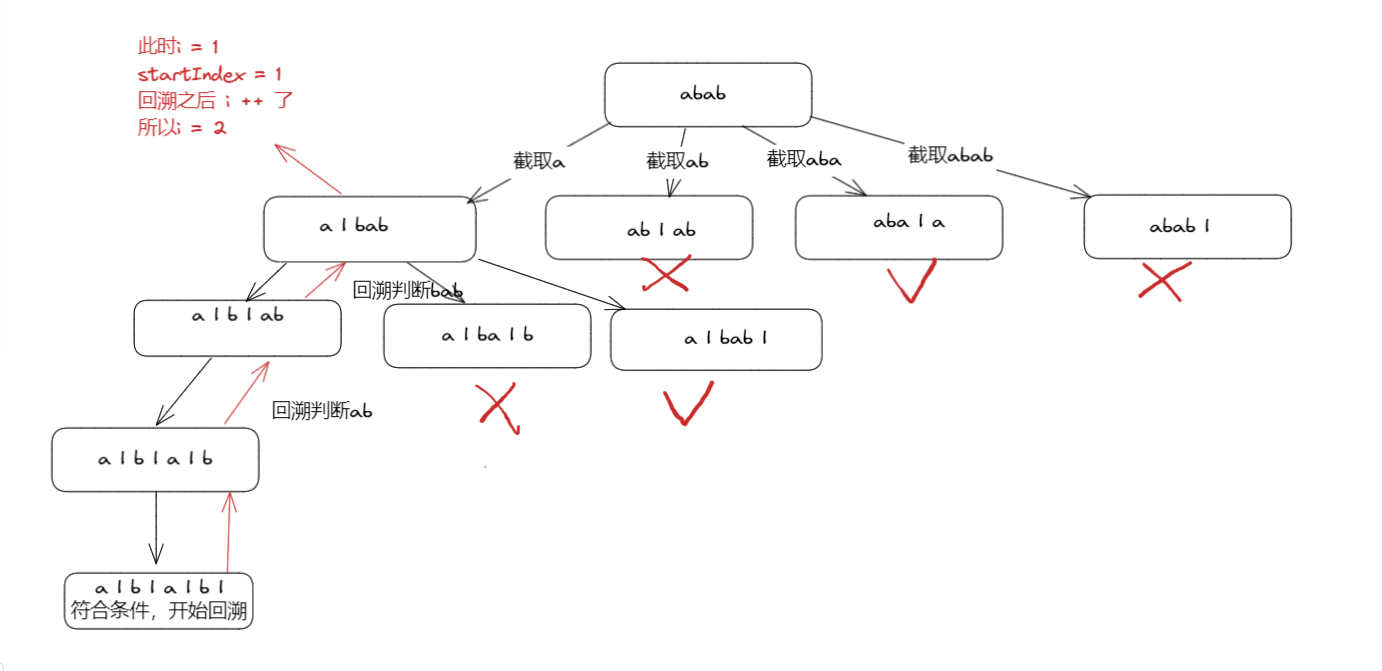 此时i = 1
startIndex = 1
回溯之后 i ++ 了
所以i = 2
abab
截取a
截取ab
截取aba
截取abab
a | bab
ab | ab
aba | a
abab |
回溯判断bab
a | b | ab
a | ba | b
a | bab |
回溯判断ab
a | b | a | b
a | b | a | b |
符合条件，开始回溯